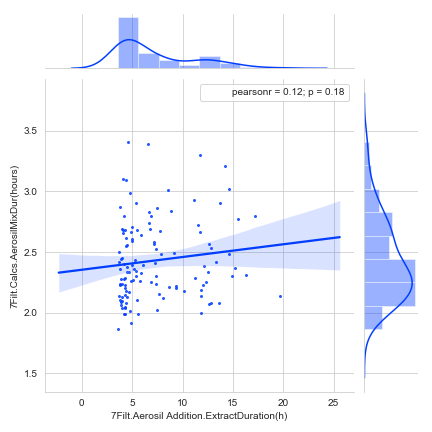 pearsonr = 0.12; p = 0.18
3.5
3.0
2.5
2.0
1.5
7Filt.Calcs.AerosilMixDur(hours)
0 5 10 15 20 25
7Filt.Aerosil Addition.ExtractDuration(h)